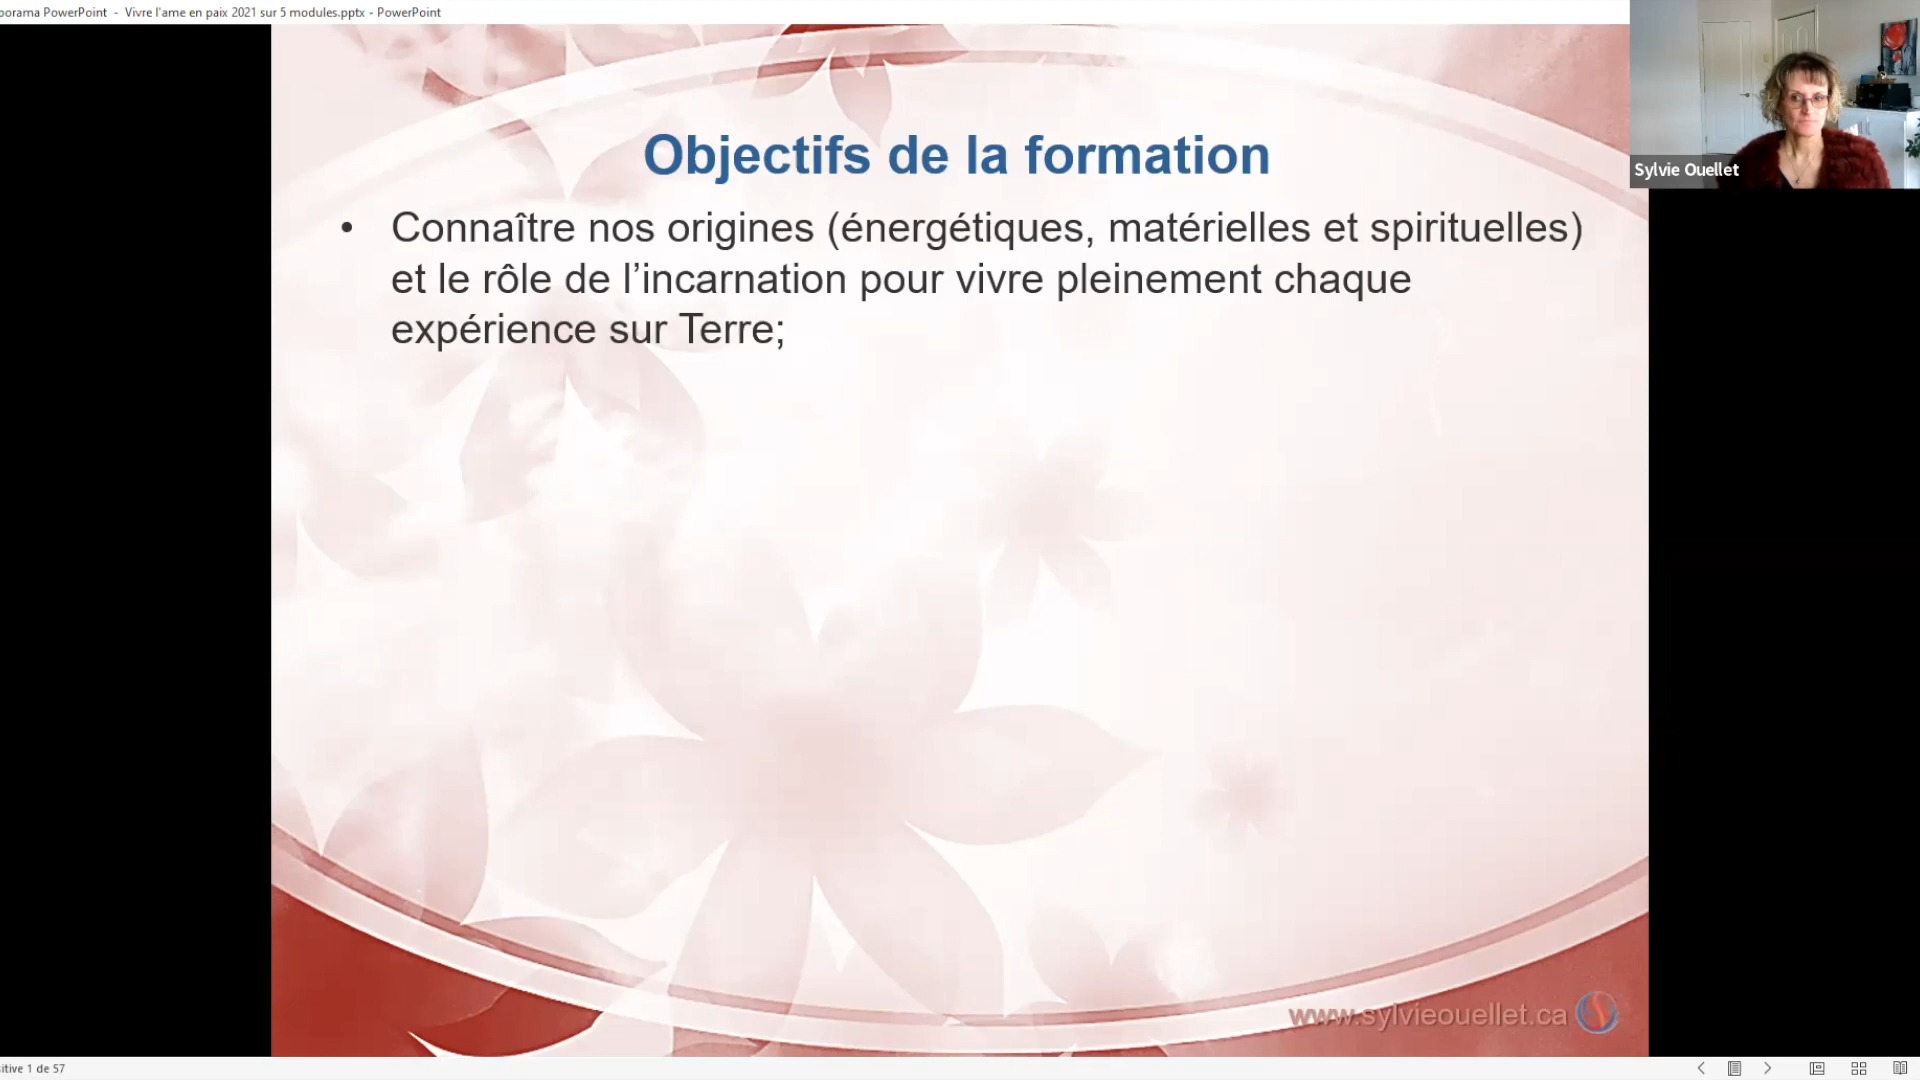 orama PowerPoint - Vivre l'ame en paix 2021 sur 5 modules.pptx - PowerPoint
Sylvie Ouellet
Objectifs de la formation
• Connaître nos origines (énergétiques, matérielles et spirituelles)
et le rôle de l’incarnation pour vivre pleinement chaque
expérience sur Terre;
www.sylvieouellet.ca
sitive 1 de 57